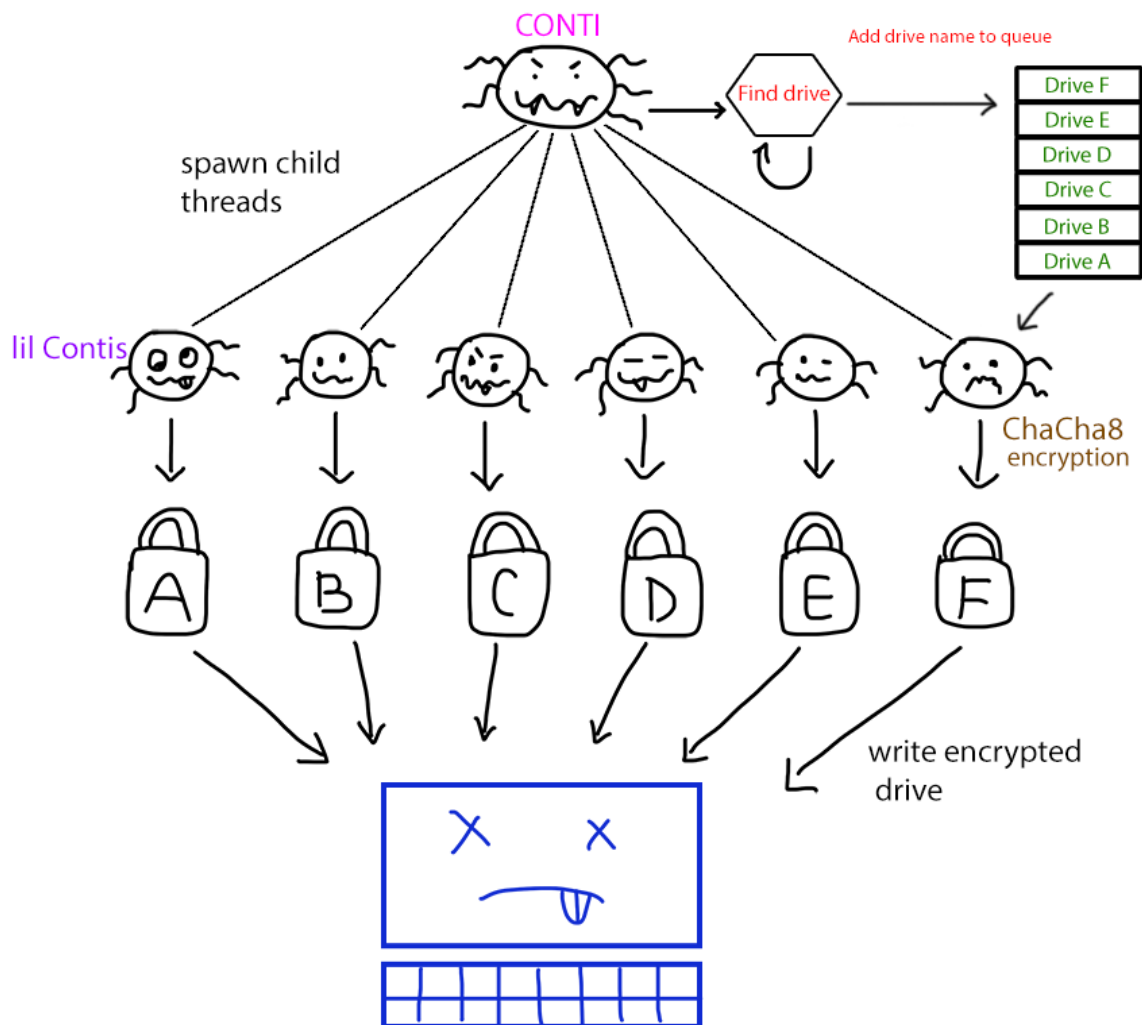 CONTI
Add drive name to queue
Find drive
Drive F
Drive E
Drive D
Drive C
Drive B
Drive A
spawn child
threads
lil Contis
ChaCha8
encryption
A
B
C
D
E
F
write encrypted
drive